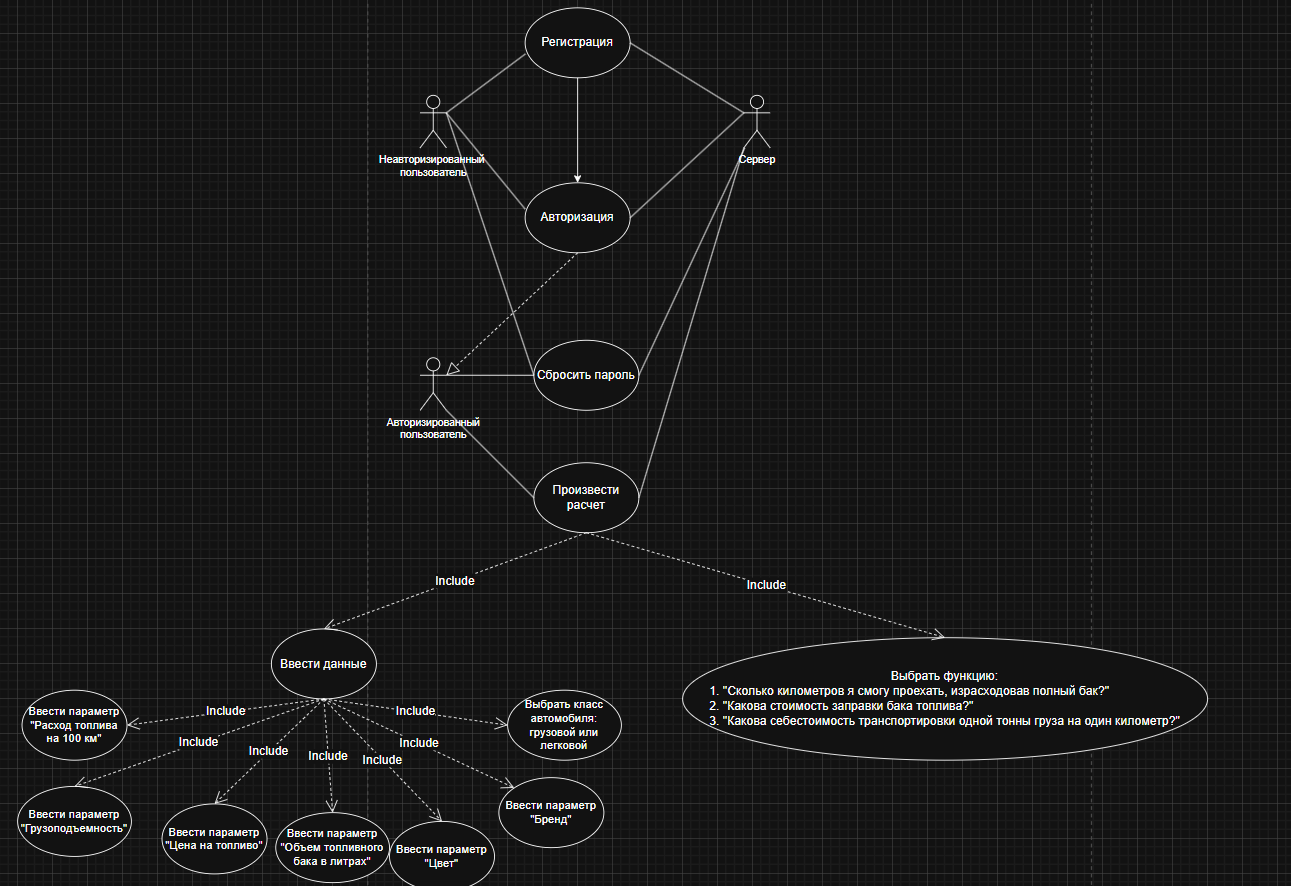 Регистрация
Неавторизированный
пользователь
Сервер
Авторизация
Сбросить пароль
Авторизированный
пользователь
Произвести
расчет
Include
Include
Ввести данные
Выбрать функцию:
1. "Сколько километров я смогу проехать, израсходовав полный бак?"
2. "Какова стоимость заправки бака топлива?"
3. "Какова себестоимость транспортировки одной тонны груза на один километр?"
Include
Include
Include
Include
Include
Include
Include
Ввести параметр
"Расход топлива
на 100 км"
Выбрать класс
автомобиля:
грузовой или
легковой
Ввести параметр
"Грузоподъемность"
Ввести параметр
"Цена на топливо"
Ввести параметр
"Объем топливного
бака в литрах"
Ввести параметр
"Цвет"
Ввести параметр
"Бренд"